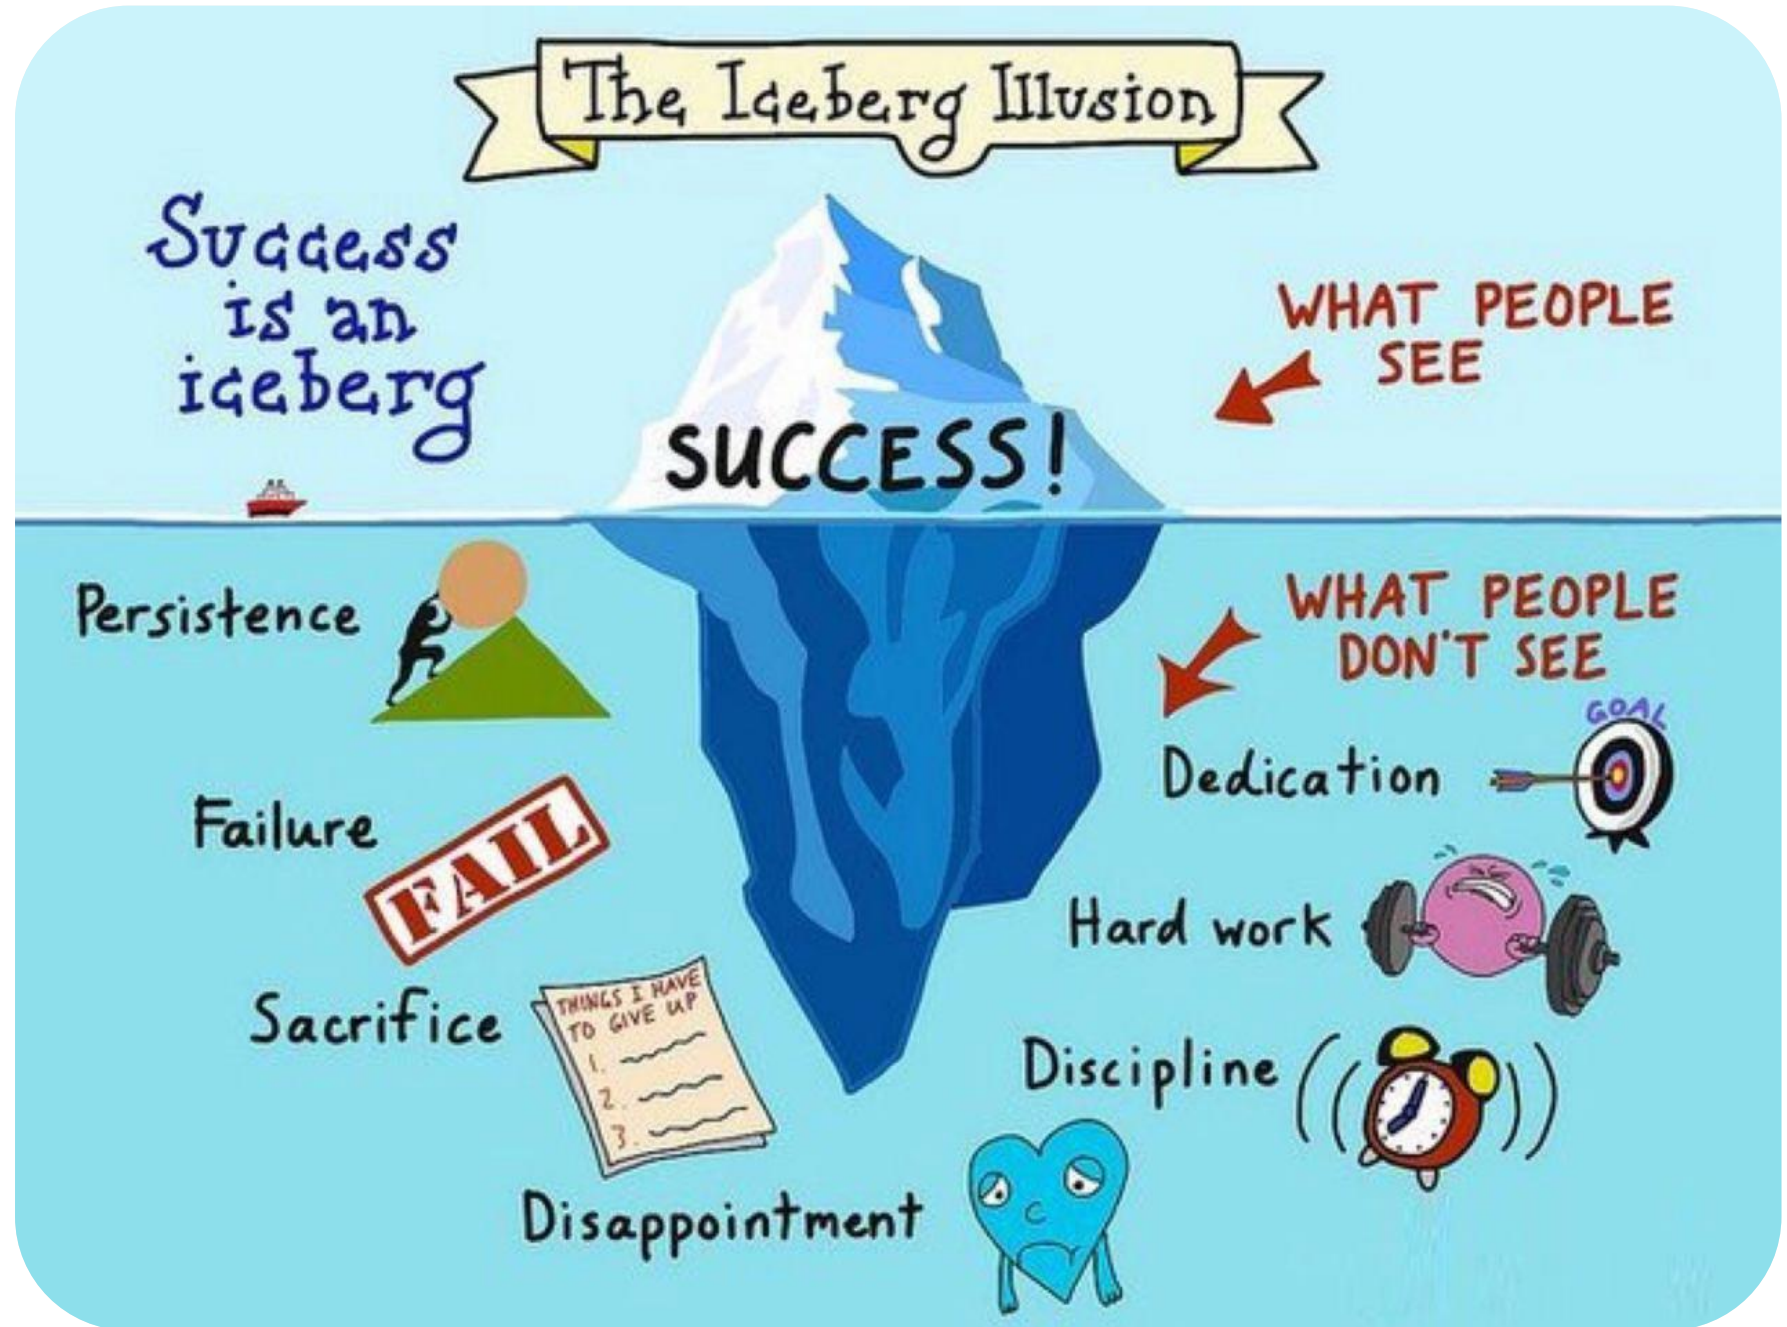 The Iceberg Illusion
Success
is an
iceberg
WHAT PEOPLE
SEE
SUCCESS!
Persistence
WHAT PEOPLE
DON'T SEE
GOAL
Dedication
Failure
FAIL
Hard work
Sacrifice
THINGS I HAVE
TO GIVE UP
1.
2.
3.
Discipline
Disappointment